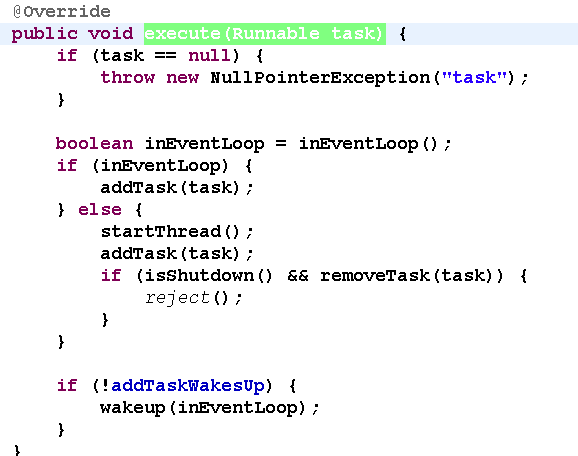 @Override
public void execute(Runnable task) {
    if (task == null) {
        throw new NullPointerException("task");
    }

    boolean inEventLoop = inEventLoop();
    if (inEventLoop) {
        addTask(task);
    } else {
        startThread();
        addTask(task);
        if (isShutdown() && removeTask(task)) {
            reject();
        }
    }

    if (!addTaskWakesUp) {
        wakeup(inEventLoop);
    }
}